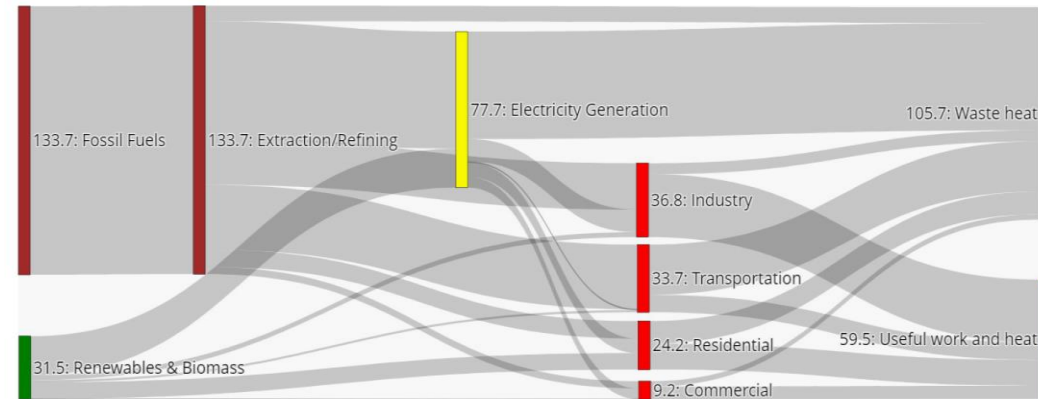 133.7: Fossil Fuels
133.7: Extraction/Refining
77.7: Electricity Generation
105.7: Waste heat
36.8: Industry
33.7: Transportation
31.5: Renewables & Biomass
24.2: Residential
59.5: Useful work and heat
9.2: Commercial